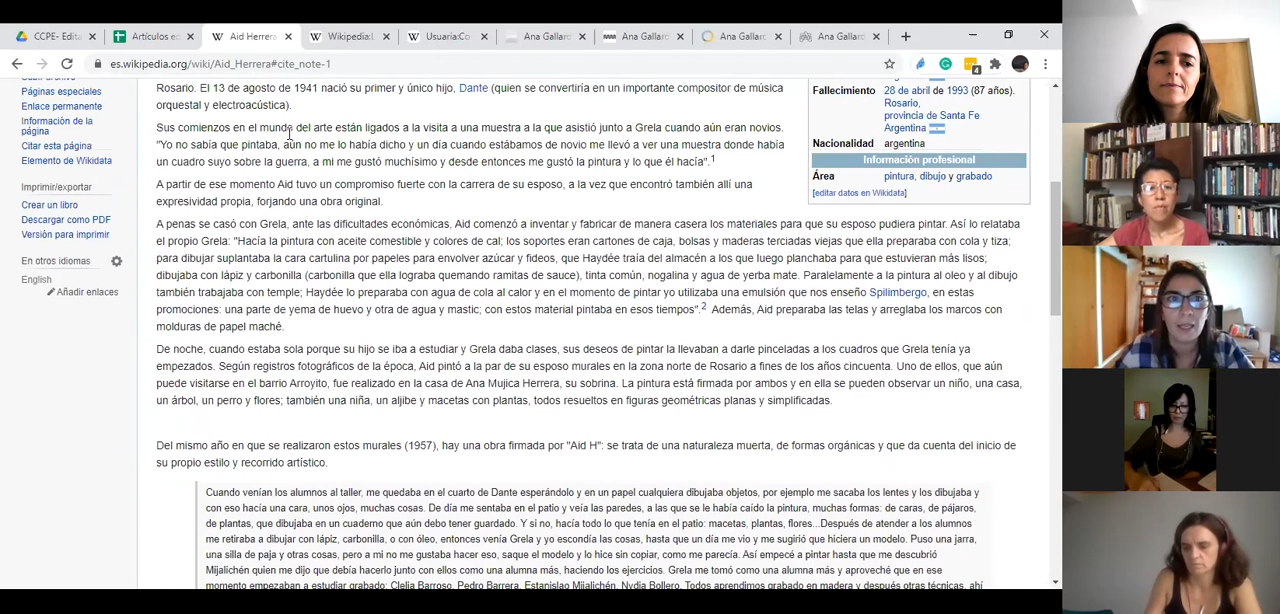 CCPE- Edita
Artículos e
Aid Herrera
Wikipedia:L
Usuaria:Co
Ana Gallard
Ana Gallard
Ana Gallard
Ana Gallard
es.wikipedia.org/wiki/Aid_Herrera#cite_note-1
4
Subir archivo
Páginas especiales
Enlace permanente
Información de la
página
Citar esta página
Elemento de Wikidata
Imprimir/exportar
Crear un libro
Descargar como PDF
Versión para imprimir
En otros idiomas
English
Añadir enlaces
Rosario. El 13 de agosto de 1941 nació su primer y único hijo, Dante (quien se convertiría en un importante compositor de música
orquestal y electroacústica).
Sus comienzos en el mundo del arte están ligados a la visita a una muestra a la que asistió junto a Grela cuando aún eran novios.
"Yo no sabía que pintaba, aún no me lo había dicho y un día cuando estábamos de novio me llevó a ver una muestra donde había
un cuadro suyo sobre la guerra, a mi me gustó muchísimo y desde entonces me gustó la pintura y lo que él hacía".1
A partir de ese momento Aid tuvo un compromiso fuerte con la carrera de su esposo, a la vez que encontró también allí una
expresividad propia, forjando una obra original.
A penas se casó con Grela, ante las dificultades económicas, Aid comenzó a inventar y fabricar de manera casera los materiales para que su esposo pudiera pintar. Así lo relataba
el propio Grela: "Hacía la pintura con aceite comestible y colores de cal; los soportes eran cartones de caja, bolsas y maderas terciadas viejas que ella preparaba con cola y tiza;
para dibujar suplantaba la cara cartulina por papeles para envolver azúcar y fideos, que Haydée traía del almacén a los que luego planchaba para que estuvieran más lisos;
dibujaba con lápiz y carbonilla (carbonilla que ella lograba quemando ramitas de sauce), tinta común, nogalina y agua de yerba mate. Paralelamente a la pintura al oleo y al dibujo
también trabajaba con temple; Haydée lo preparaba con agua de cola al calor y en el momento de pintar yo utilizaba una emulsión que nos enseño Spilimbergo, en estas
promociones: una parte de yema de huevo y otra de agua y mastic; con estos material pintaba en esos tiempos".2 Además, Aid preparaba las telas y arreglaba los marcos con
molduras de papel maché.
De noche, cuando estaba sola porque su hijo se iba a estudiar y Grela daba clases, sus deseos de pintar la llevaban a darle pinceladas a los cuadros que Grela tenía ya
empezados. Según registros fotográficos de la época, Aid pintó a la par de su esposo murales en la zona norte de Rosario a fines de los años cincuenta. Uno de ellos, que aún
puede visitarse en el barrio Arroyito, fue realizado en la casa de Ana Mujica Herrera, su sobrina. La pintura está firmada por ambos y en ella se pueden observar un niño, una casa,
un árbol, un perro y flores; también una niña, un aljibe y macetas con plantas, todos resueltos en figuras geométricas planas y simplificadas.
Del mismo año en que se realizaron estos murales (1957), hay una obra firmada por "Aid H": se trata de una naturaleza muerta, de formas orgánicas y que da cuenta del inicio de
su propio estilo y recorrido artístico.
Cuando venían los alumnos al taller, me quedaba en el cuarto de Dante esperándolo y en un papel cualquiera dibujaba objetos, por ejemplo me sacaba los lentes y los dibujaba y
con eso hacía una cara, unos ojos, muchas cosas. De día me sentaba en el patio y veía las paredes, a las que se le había caído la pintura, muchas formas: de caras, de pájaros,
de plantas, que dibujaba en un cuaderno que aún debo tener guardado. Y si no, hacía todo lo que tenía en el patio: macetas, plantas, flores...Después de atender a los alumnos
me retiraba a dibujar con lápiz, carbonilla, o con óleo, entonces venía Grela y yo escondía las cosas, hasta que un día me vio y me sugirió que hiciera un modelo. Puso una jarra,
una silla de paja y otras cosas, pero a mi no me gustaba hacer eso, saque el modelo y lo hice sin copiar, como me parecía. Así empecé a pintar hasta que me descubrió
Mijalichén quien me dijo que debía hacerlo junto con ellos como una alumna más, haciendo los ejercicios. Grela me tomó como una alumna más y aproveché que en ese
momento empezaban a estudiar grabado: Clelia Barroso, Pedro Barrera, Estanislao Mijalichén, Nydia Bollero. Todos aprendimos grabado en madera y después otras técnicas, ahí
Fallecimiento
28 de abril de 1993 (87 años).
Rosario,
provincia de Santa Fe
Argentina
Nacionalidad argentina
Información profesional
Área pintura, dibujo y grabado
[editar datos en Wikidata]